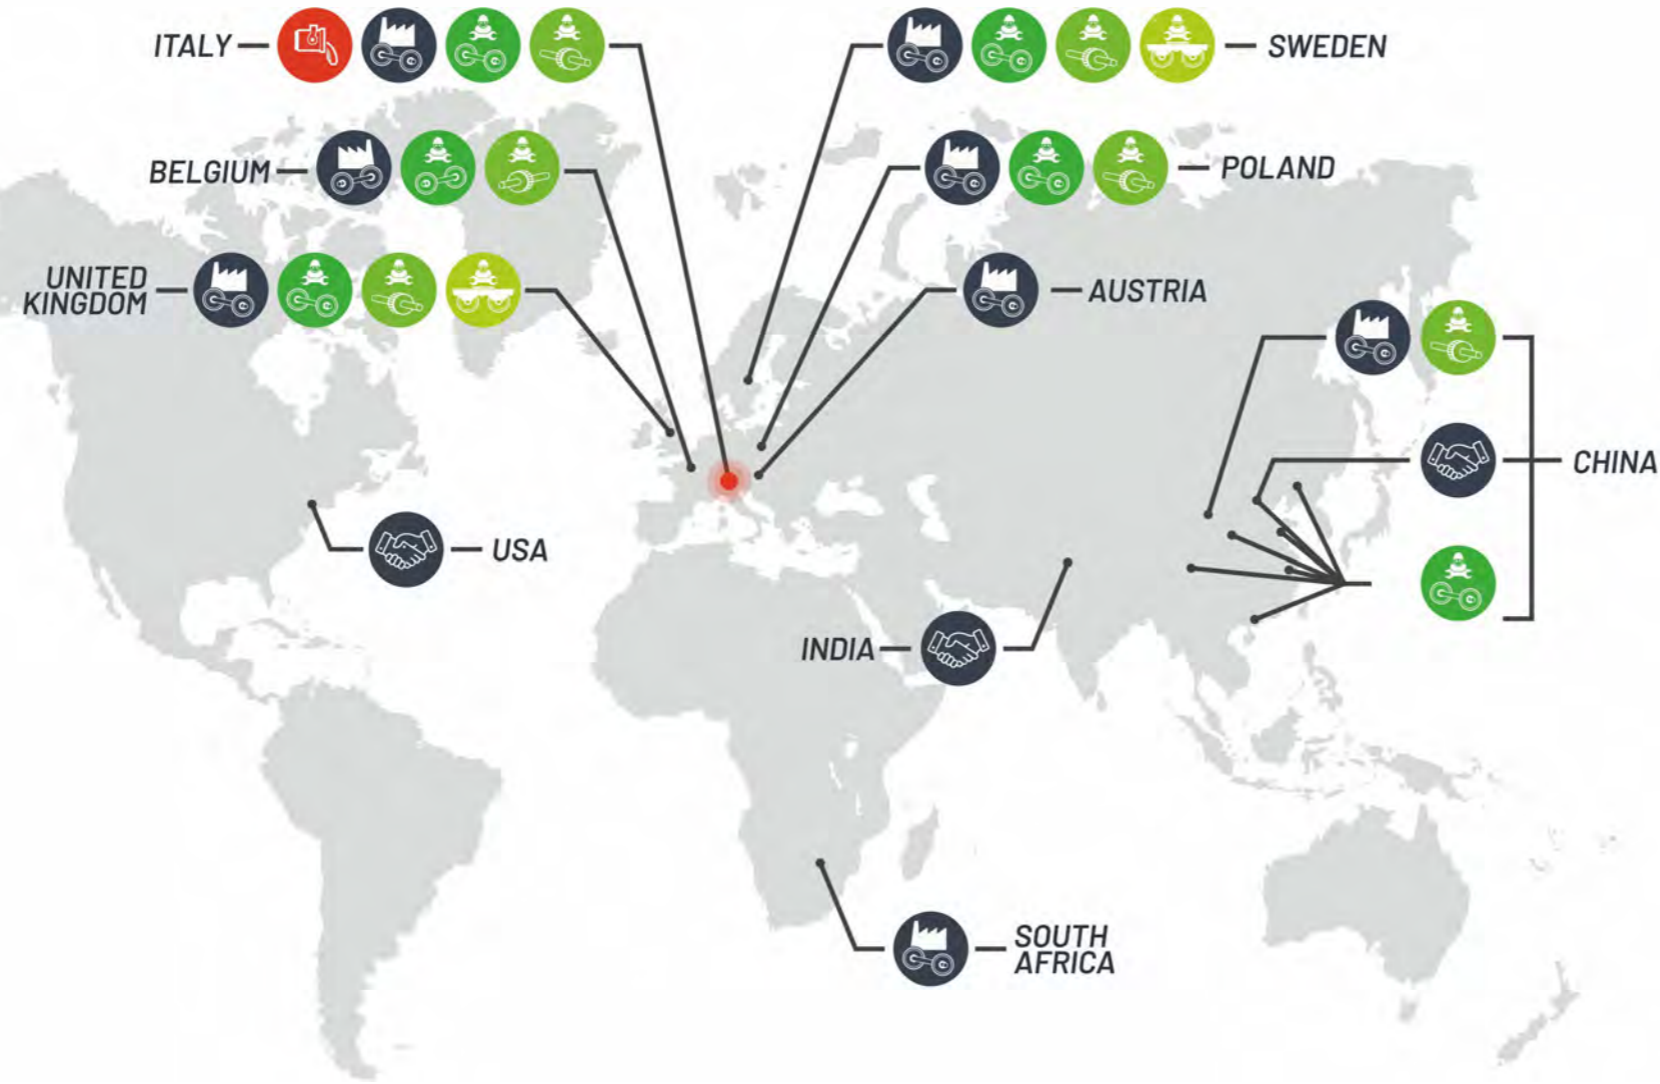 ITALY
SWEDEN
BELGIUM
POLAND
UNITED
KINGDOM
AUSTRIA
CHINA
USA
INDIA
SOUTH
AFRICA